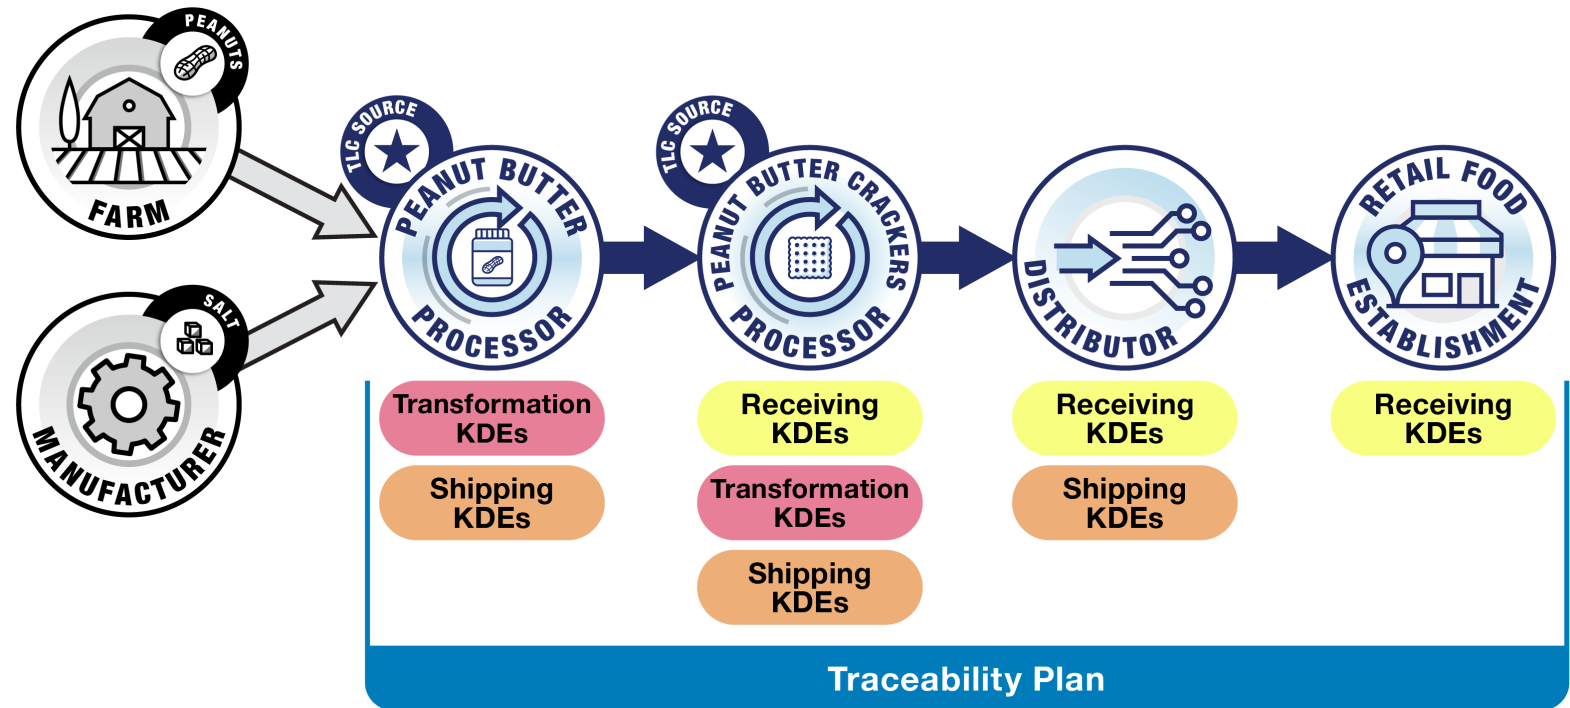 PEANUTS
FARM
SALT
MANUFACTURER
TLC SOURCE
PEANUT BUTTER
PROCESSOR
TLC SOURCE
PEANUT BUTTER CRACKERS
PROCESSOR
DISTRIBUTOR
RETAIL FOOD
ESTABLISHMENT
Transformation
KDEs
Shipping
KDEs
Receiving
KDEs
Transformation
KDEs
Shipping
KDEs
Receiving
KDEs
Shipping
KDEs
Receiving
KDEs
Traceability Plan